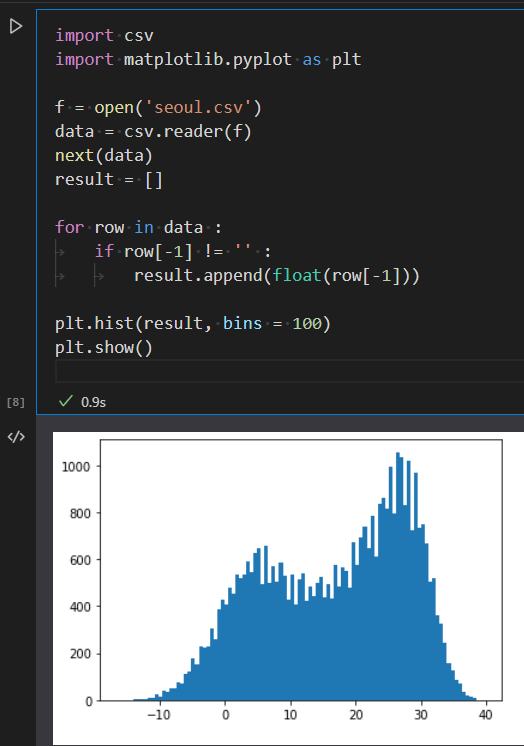 import csv
import matplotlib.pyplot as plt
f = open('seoul.csv')
data = csv.reader(f)
next(data)
result = []
for row in data :
if row[-1] != '' :
result.append(float(row[-1]))
plt.hist(result, bins = 100)
plt.show()
[8]
0.9s
1000
800
600
400
200
0
−10 0 10 20 30 40